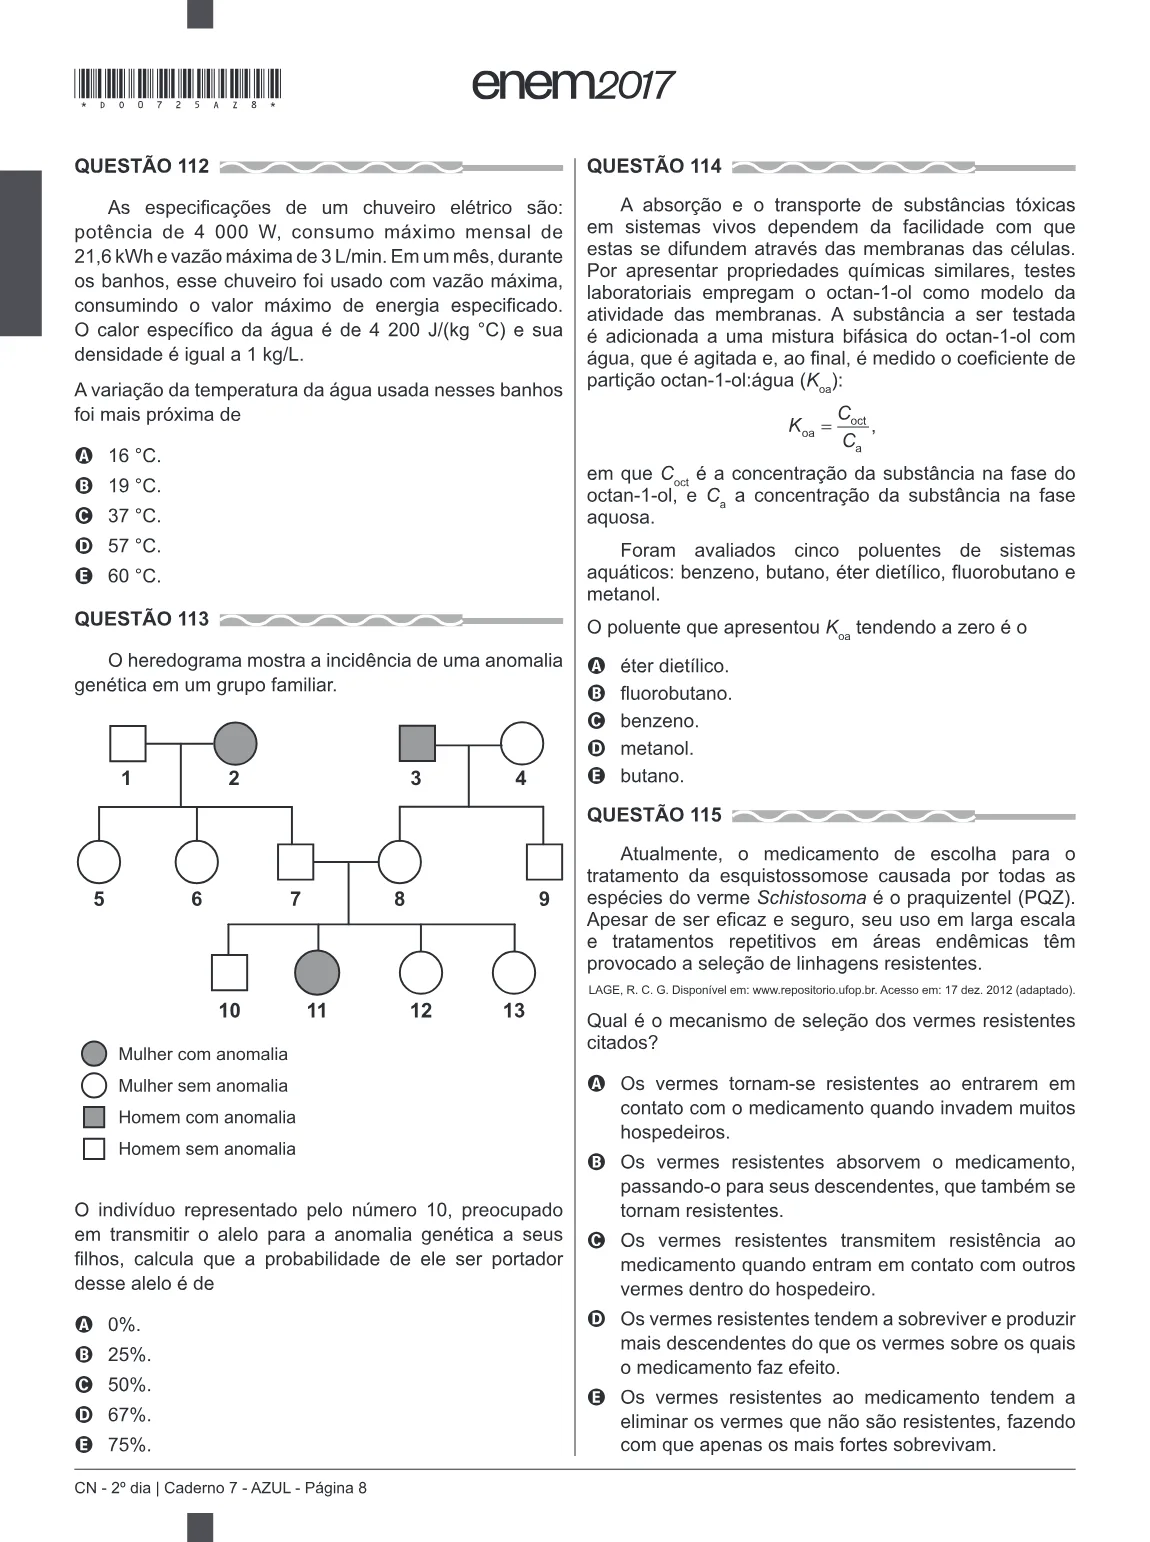 * D 0 0 7 2 5 A Z 8 *
enem2017
QUESTÃO 112
As especificações de um chuveiro elétrico são:
potência de 4 000 W, consumo máximo mensal de
21,6 kWh e vazão máxima de 3 L/min. Em um mês, durante
os banhos, esse chuveiro foi usado com vazão máxima,
consumindo o valor máximo de energia especificado.
O calor específico da água é de 4 200 J/(kg °C) e sua
densidade é igual a 1 kg/L.
A variação da temperatura da água usada nesses banhos
foi mais próxima de
A 16 °C.
B 19 °C.
C 37 °C.
D 57 °C.
E 60 °C.
QUESTÃO 113
O heredograma mostra a incidência de uma anomalia
genética em um grupo familiar.
1 2 3 4
5 6 7 8 9
10 11 12 13
Mulher com anomalia
Mulher sem anomalia
Homem com anomalia
Homem sem anomalia
O indivíduo representado pelo número 10, preocupado
em transmitir o alelo para a anomalia genética a seus
filhos, calcula que a probabilidade de ele ser portador
desse alelo é de
A 0%.
B 25%.
C 50%.
D 67%.
E 75%.
QUESTÃO 114
A absorção e o transporte de substâncias tóxicas
em sistemas vivos dependem da facilidade com que
estas se difundem através das membranas das células.
Por apresentar propriedades químicas similares, testes
laboratoriais empregam o octan-1-ol como modelo da
atividade das membranas. A substância a ser testada
é adicionada a uma mistura bifásica do octan-1-ol com
água, que é agitada e, ao final, é medido o coeficiente de
partição octan-1-ol:água (Koa):
Koa = Coct / Ca ,
em que Coct é a concentração da substância na fase do
octan-1-ol, e Ca a concentração da substância na fase
aquosa.
Foram avaliados cinco poluentes de sistemas
aquáticos: benzeno, butano, éter dietílico, fluorobutano e
metanol.
O poluente que apresentou Koa tendendo a zero é o
A éter dietílico.
B fluorobutano.
C benzeno.
D metanol.
E butano.
QUESTÃO 115
Atualmente, o medicamento de escolha para o
tratamento da esquistossomose causada por todas as
espécies do verme Schistosoma é o praquizentel (PQZ).
Apesar de ser eficaz e seguro, seu uso em larga escala
e tratamentos repetitivos em áreas endêmicas têm
provocado a seleção de linhagens resistentes.
LAGE, R. C. G. Disponível em: www.repositorio.ufop.br. Acesso em: 17 dez. 2012 (adaptado).
Qual é o mecanismo de seleção dos vermes resistentes
citados?
A Os vermes tornam-se resistentes ao entrarem em
contato com o medicamento quando invadem muitos
hospedeiros.
B Os vermes resistentes absorvem o medicamento,
passando-o para seus descendentes, que também se
tornam resistentes.
C Os vermes resistentes transmitem resistência ao
medicamento quando entram em contato com outros
vermes dentro do hospedeiro.
D Os vermes resistentes tendem a sobreviver e produzir
mais descendentes do que os vermes sobre os quais
o medicamento faz efeito.
E Os vermes resistentes ao medicamento tendem a
eliminar os vermes que não são resistentes, fazendo
com que apenas os mais fortes sobrevivam.
CN - 2º dia | Caderno 7 - AZUL - Página 8